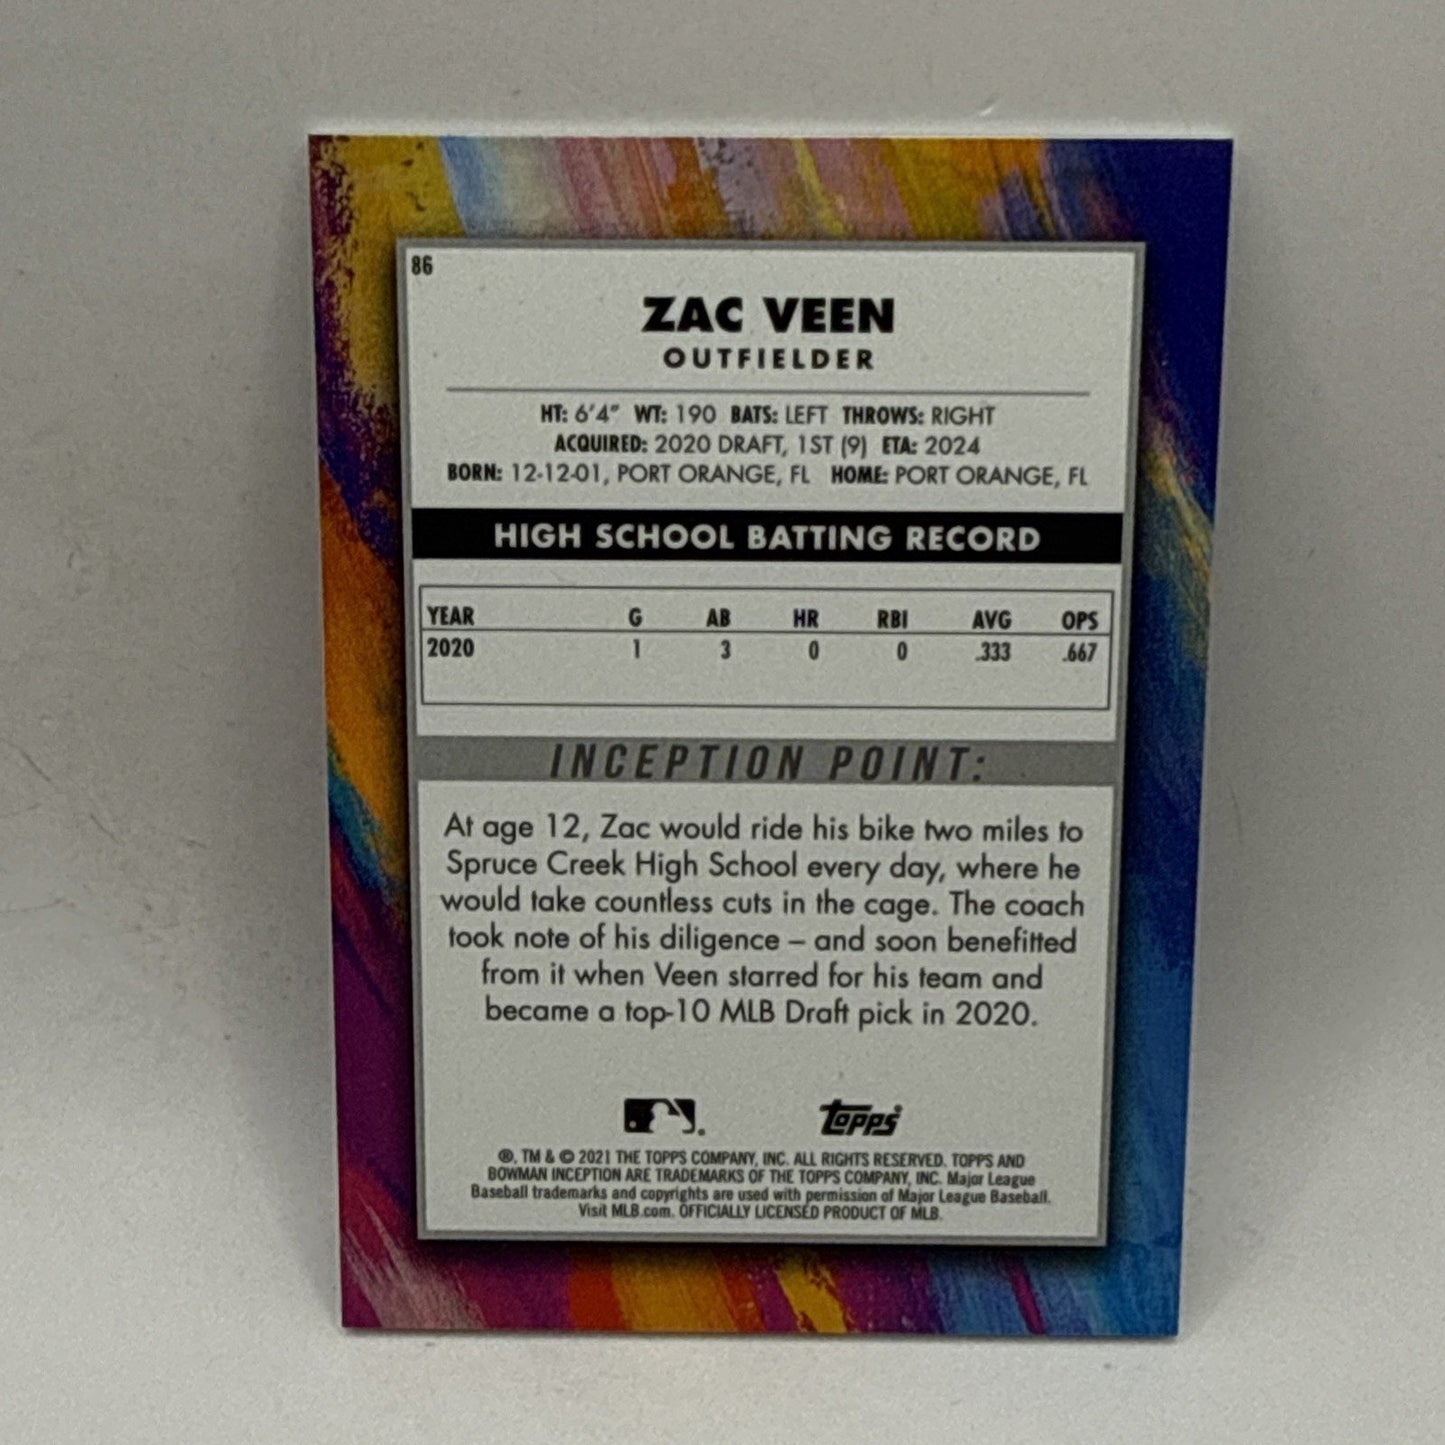 86
ZAC VEEN
OUTFIELDER
HT: 6'4" WT: 190 BATS: LEFT THROWS: RIGHT
ACQUIRED: 2020 DRAFT, 1ST (9) ETA: 2024
BORN: 12-12-01, PORT ORANGE, FL HOME: PORT ORANGE, FL
HIGH SCHOOL BATTING RECORD
YEAR G AB HR RBI AVG OPS
2020 1 3 0 0 .333 .667
INCEPTION POINT:
At age 12, Zac would ride his bike two miles to
Spruce Creek High School every day, where he
would take countless cuts in the cage. The coach
took note of his diligence – and soon benefitted
from it when Veen starred for his team and
became a top-10 MLB Draft pick in 2020.
topps
®, TM & © 2021 THE TOPPS COMPANY, INC. ALL RIGHTS RESERVED. TOPPS AND
BOWMAN INCEPTION ARE TRADEMARKS OF THE TOPPS COMPANY, INC. Major League
Baseball trademarks and copyrights are used with permission of Major League Baseball.
Visit MLB.com. OFFICIALLY LICENSED PRODUCT OF MLB.